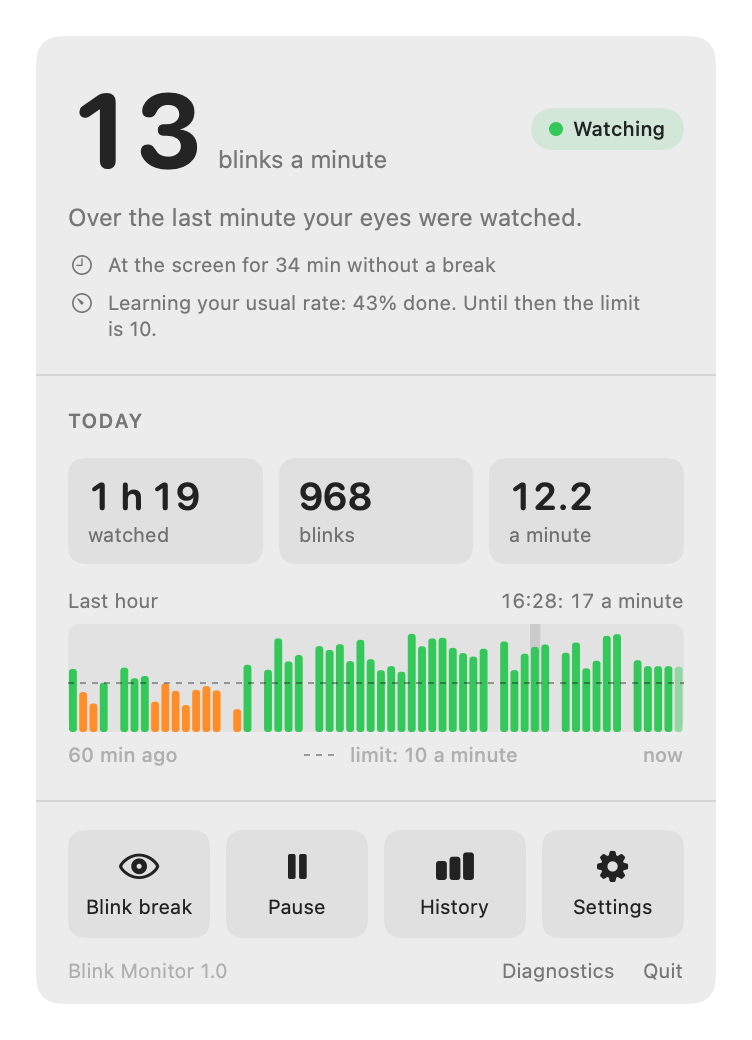 13 blinks a minute
Watching
Over the last minute your eyes were watched.
At the screen for 34 min without a break
Learning your usual rate: 43% done. Until then the limit
is 10.
TODAY
1 h 19
watched
968
blinks
12.2
a minute
Last hour
16:28: 17 a minute
60 min ago
limit: 10 a minute
now
Blink break
Pause
History
Settings
Blink Monitor 1.0
Diagnostics
Quit